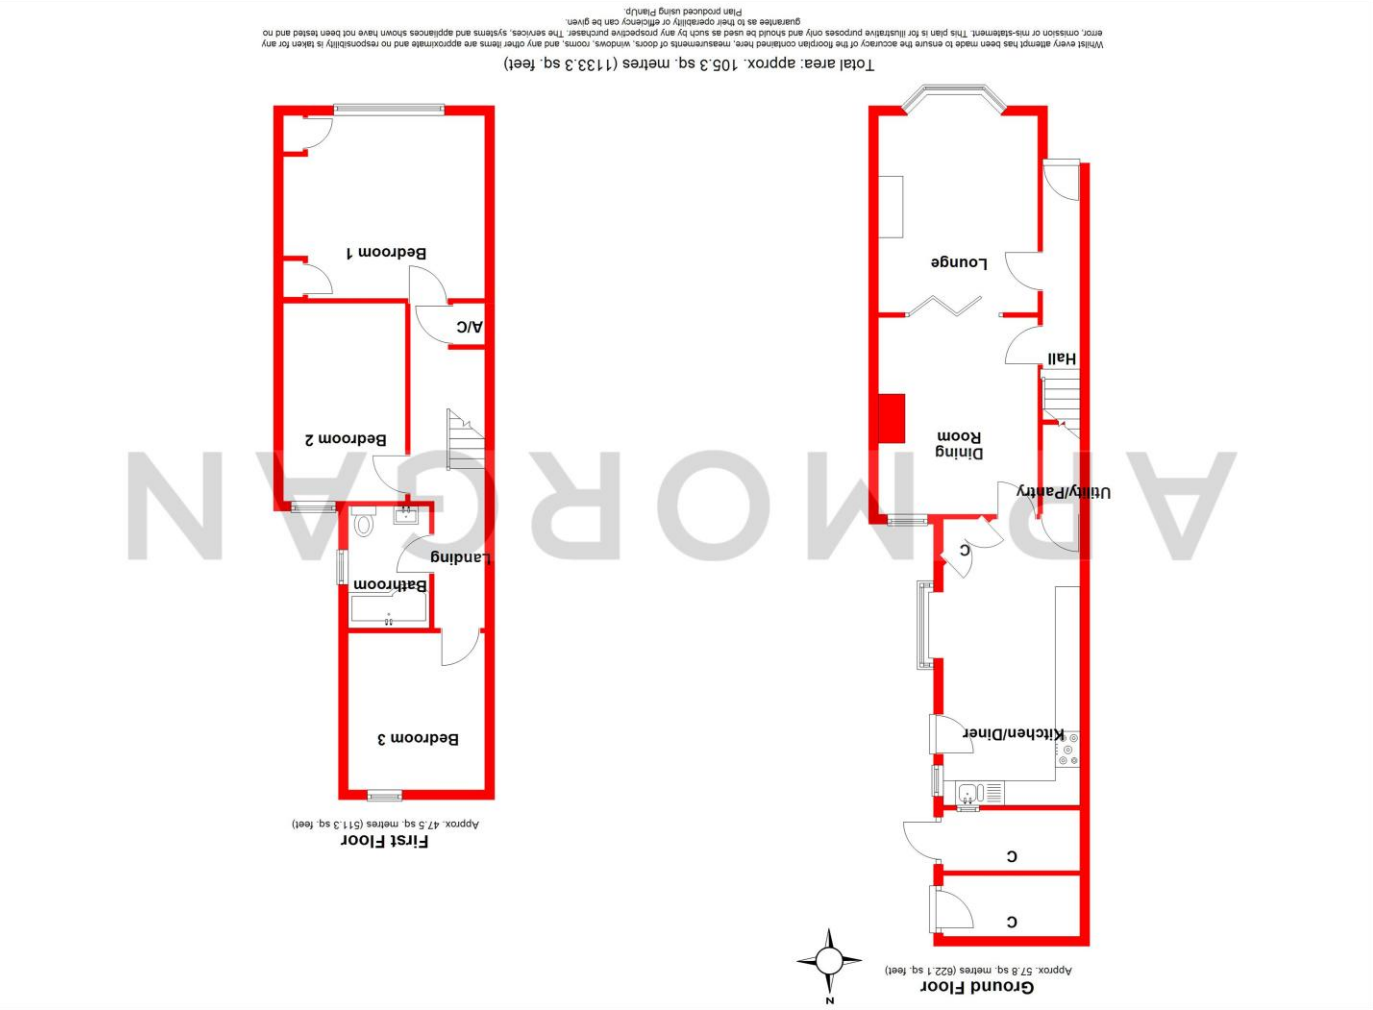 Ground Floor
Approx. 57.8 sq. metres (622.1 sq. feet)
N
C
C
Kitchen/Diner
C
Utility/Pantry
Dining
Room
Hall
Lounge
First Floor
Approx. 47.5 sq. metres (511.3 sq. feet)
Bedroom 3
Bathroom
Landing
Bedroom 2
A/C
Bedroom 1
AP MORGAN
Total area: approx. 105.3 sq. metres (1133.3 sq. feet)
Whilst every attempt has been made to ensure the accuracy of the floorplan contained here, measurements of doors, windows, rooms, and any other items are approximate and no responsibility is taken for any
error, omission or mis-statement. This plan is for illustrative purposes only and should be used as such by any prospective purchaser. The services, systems and appliances shown have not been tested and no
guarantee as to their operability or efficiency can be given.
Plan produced using PlanUp.